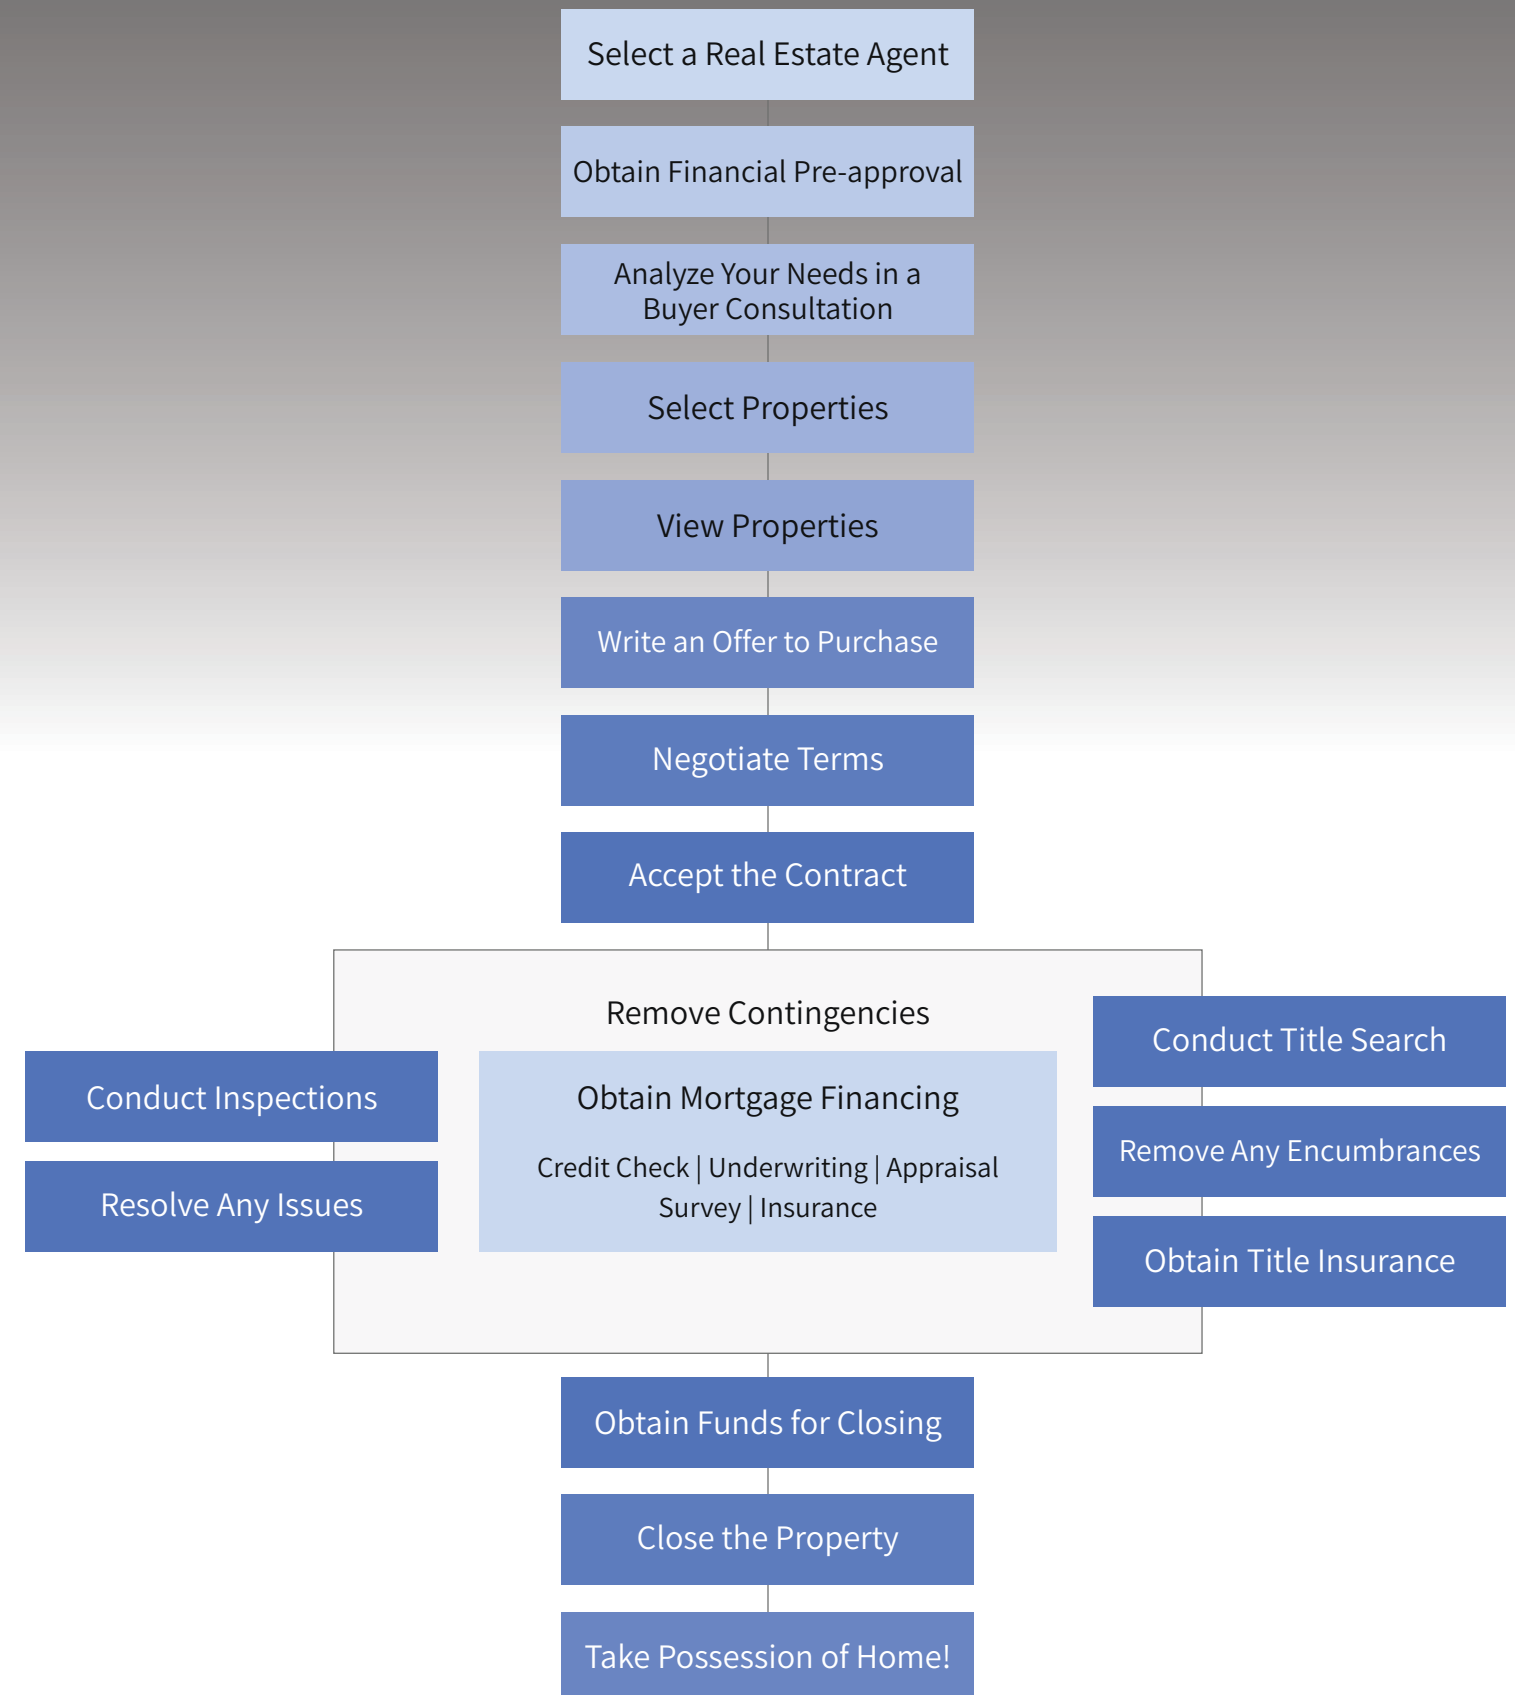 Select a Real Estate Agent
Obtain Financial Pre-approval
Analyze Your Needs in a
Buyer Consultation
Select Properties
View Properties
Write an Offer to Purchase
Negotiate Terms
Accept the Contract
Remove Contingencies
Conduct Inspections
Resolve Any Issues
Obtain Mortgage Financing
Credit Check | Underwriting | Appraisal
Survey | Insurance
Conduct Title Search
Remove Any Encumbrances
Obtain Title Insurance
Obtain Funds for Closing
Close the Property
Take Possession of Home!